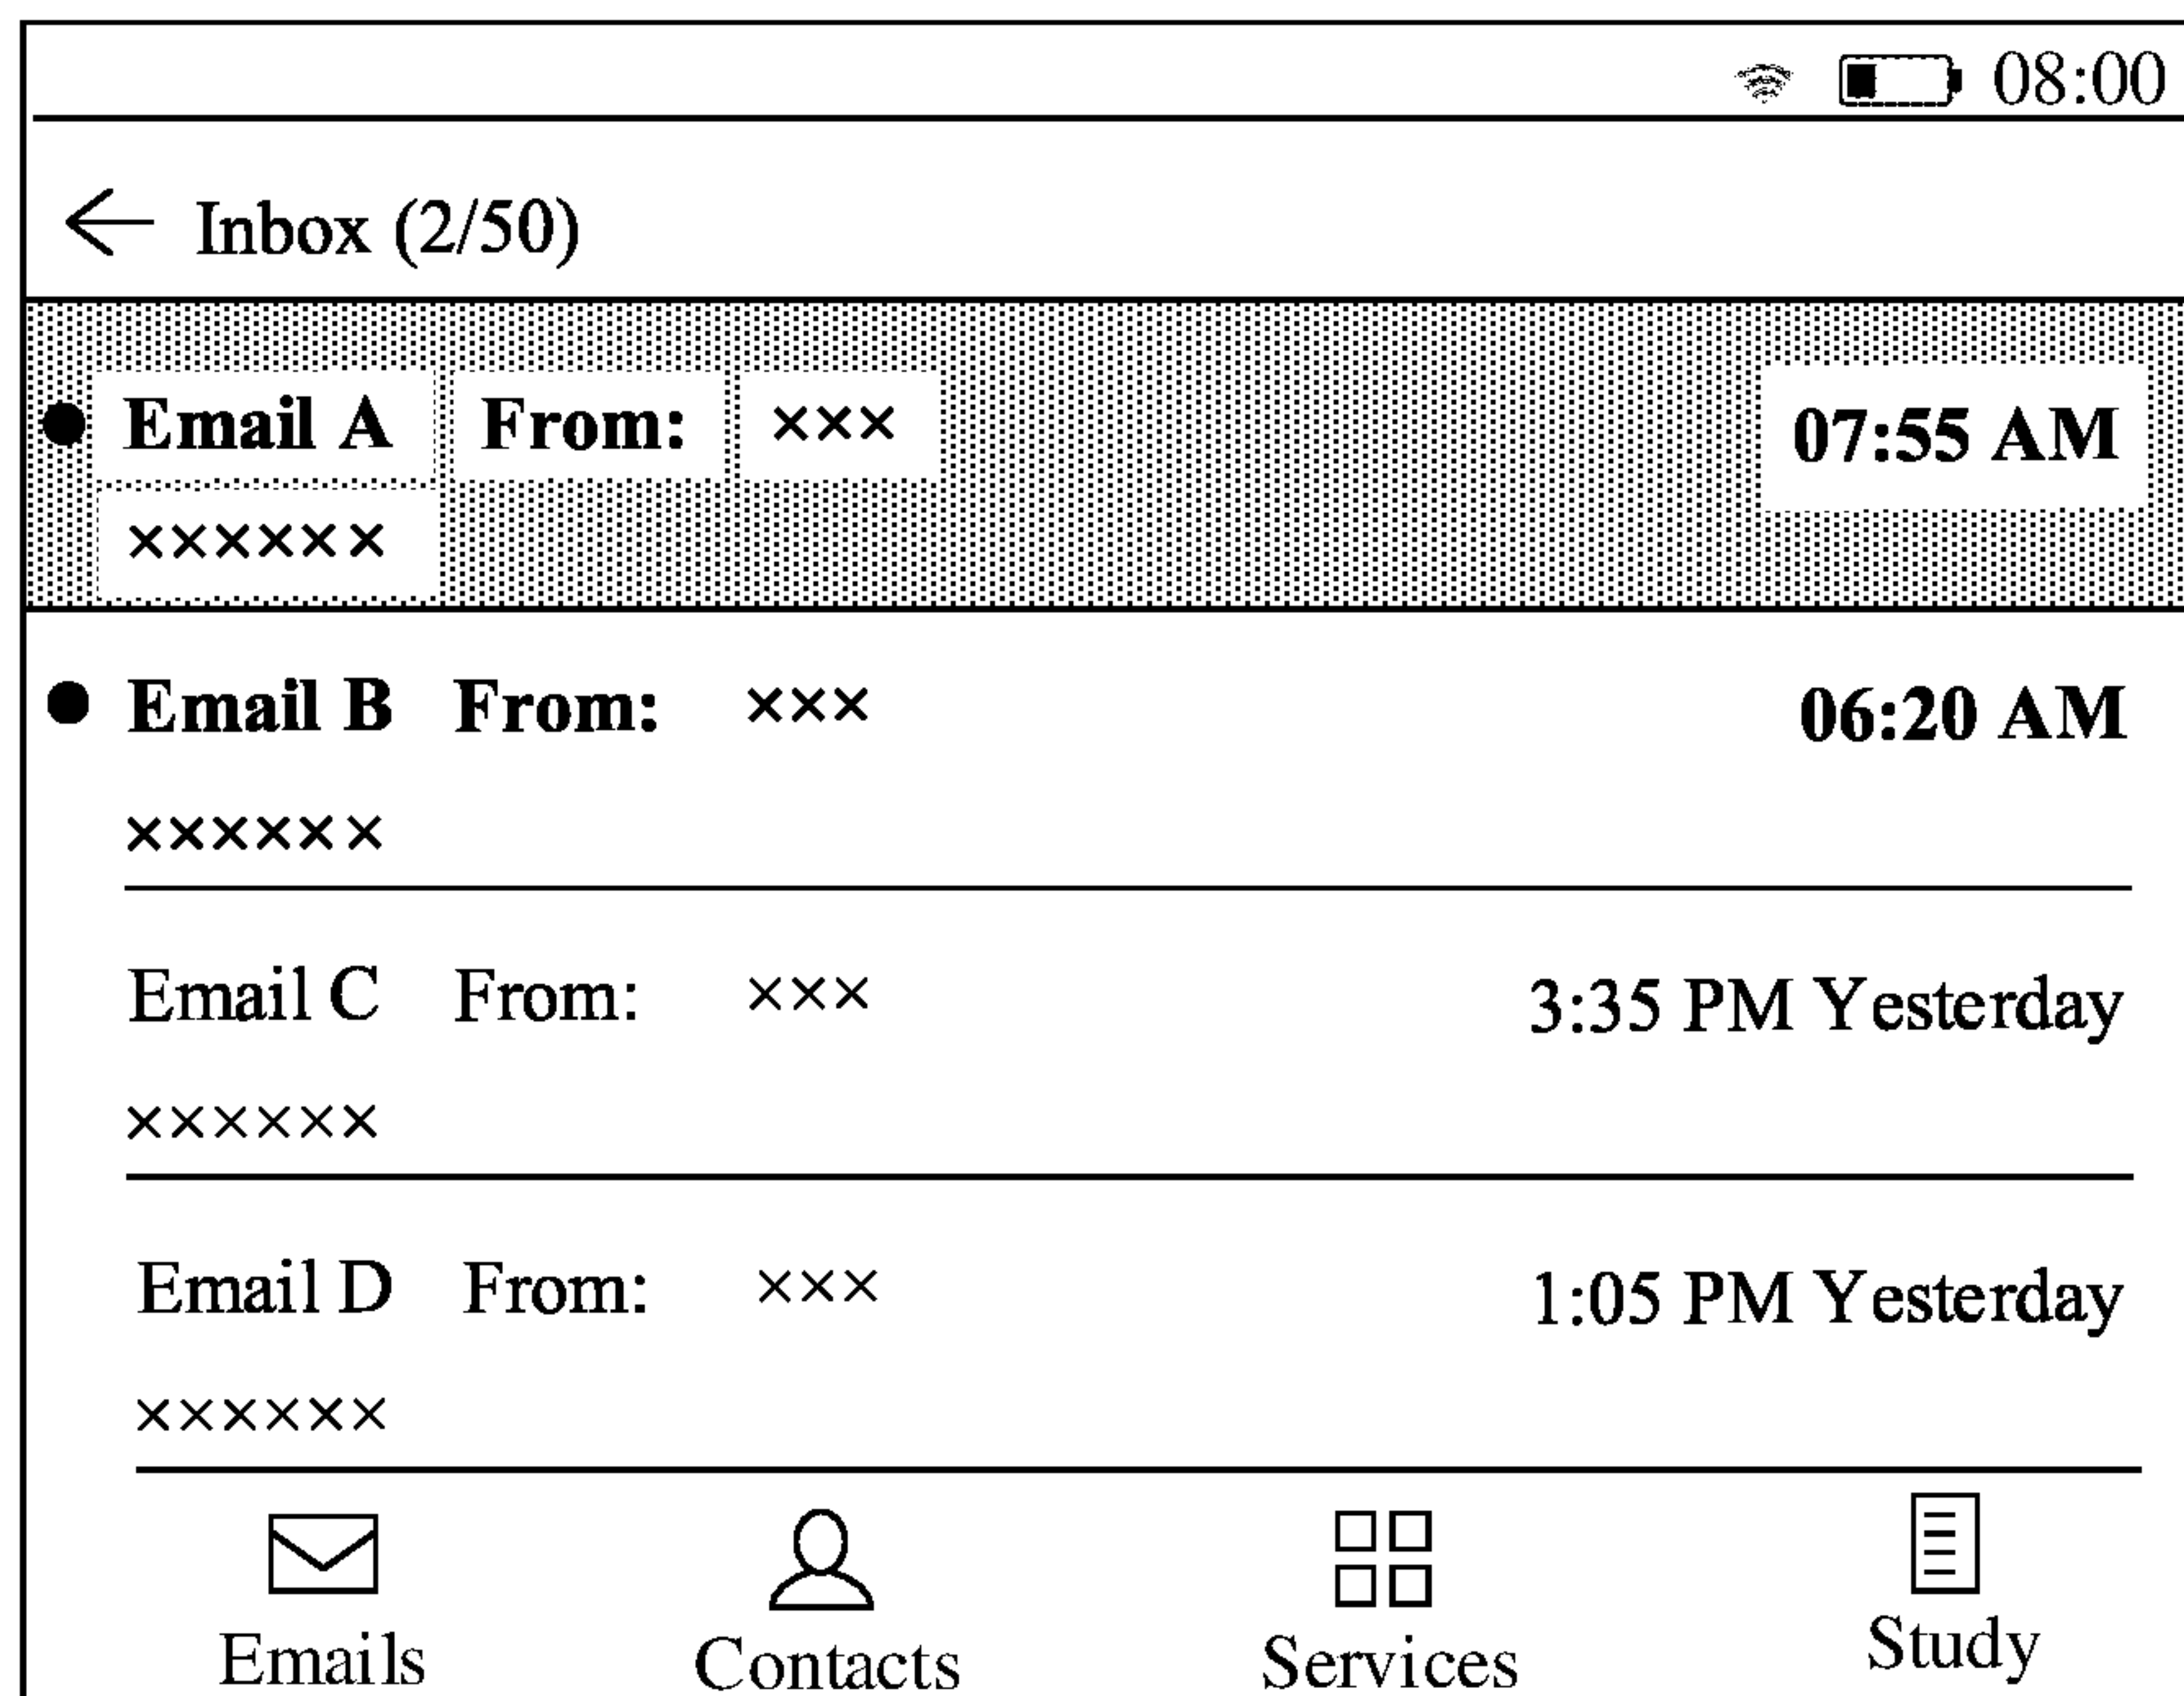 08:00
← Inbox (2/50)
Email A From: ××× 07:55 AM
××××××
Email B From: ××× 06:20 AM
××××××
Email C From: ××× 3:35 PM Yesterday
××××××
Email D From: ××× 1:05 PM Yesterday
××××××
Emails Contacts Services Study